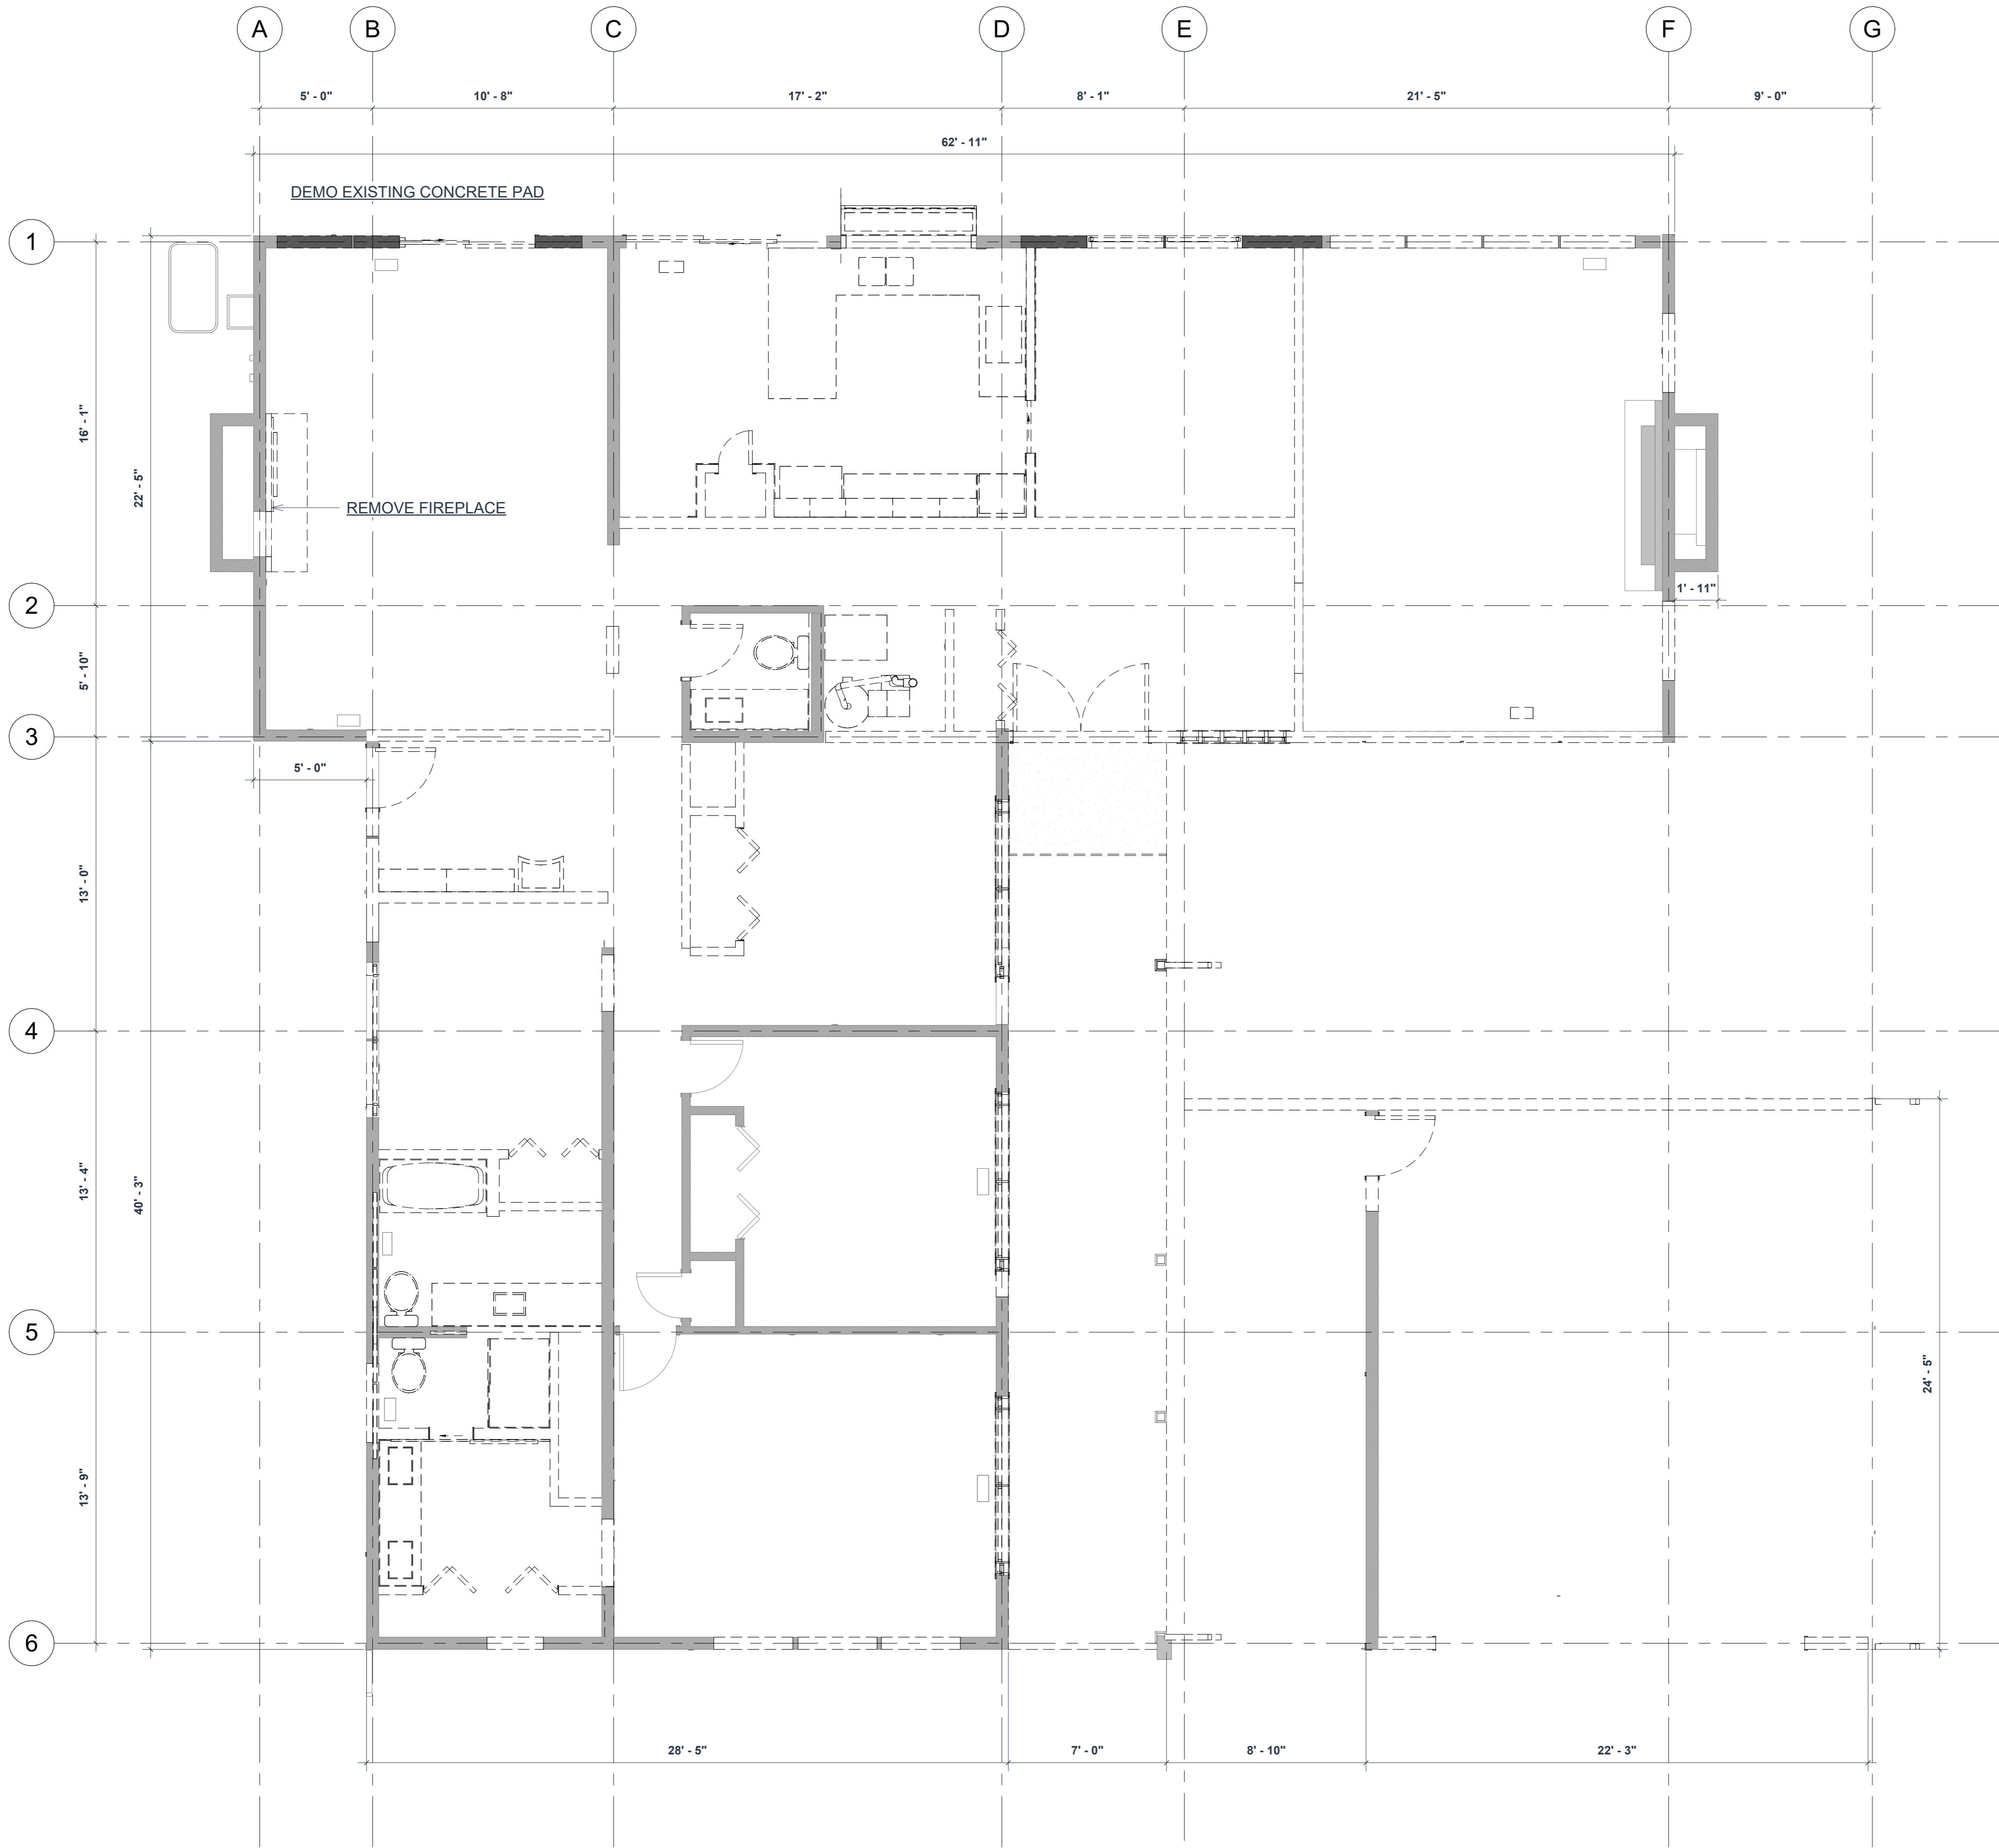 A B C D E F G
5' - 0" 10' - 8" 17' - 2" 8' - 1" 21' - 5" 9' - 0"
62' - 11"
DEMO EXISTING CONCRETE PAD
1
16' - 1"
22' - 5"
REMOVE FIREPLACE
1' - 11"
2
5' - 10"
3
5' - 0"
13' - 0"
4
13' - 4"
40' - 3"
5
24' - 5"
13' - 9"
6
28' - 5" 7' - 0" 8' - 10" 22' - 3"